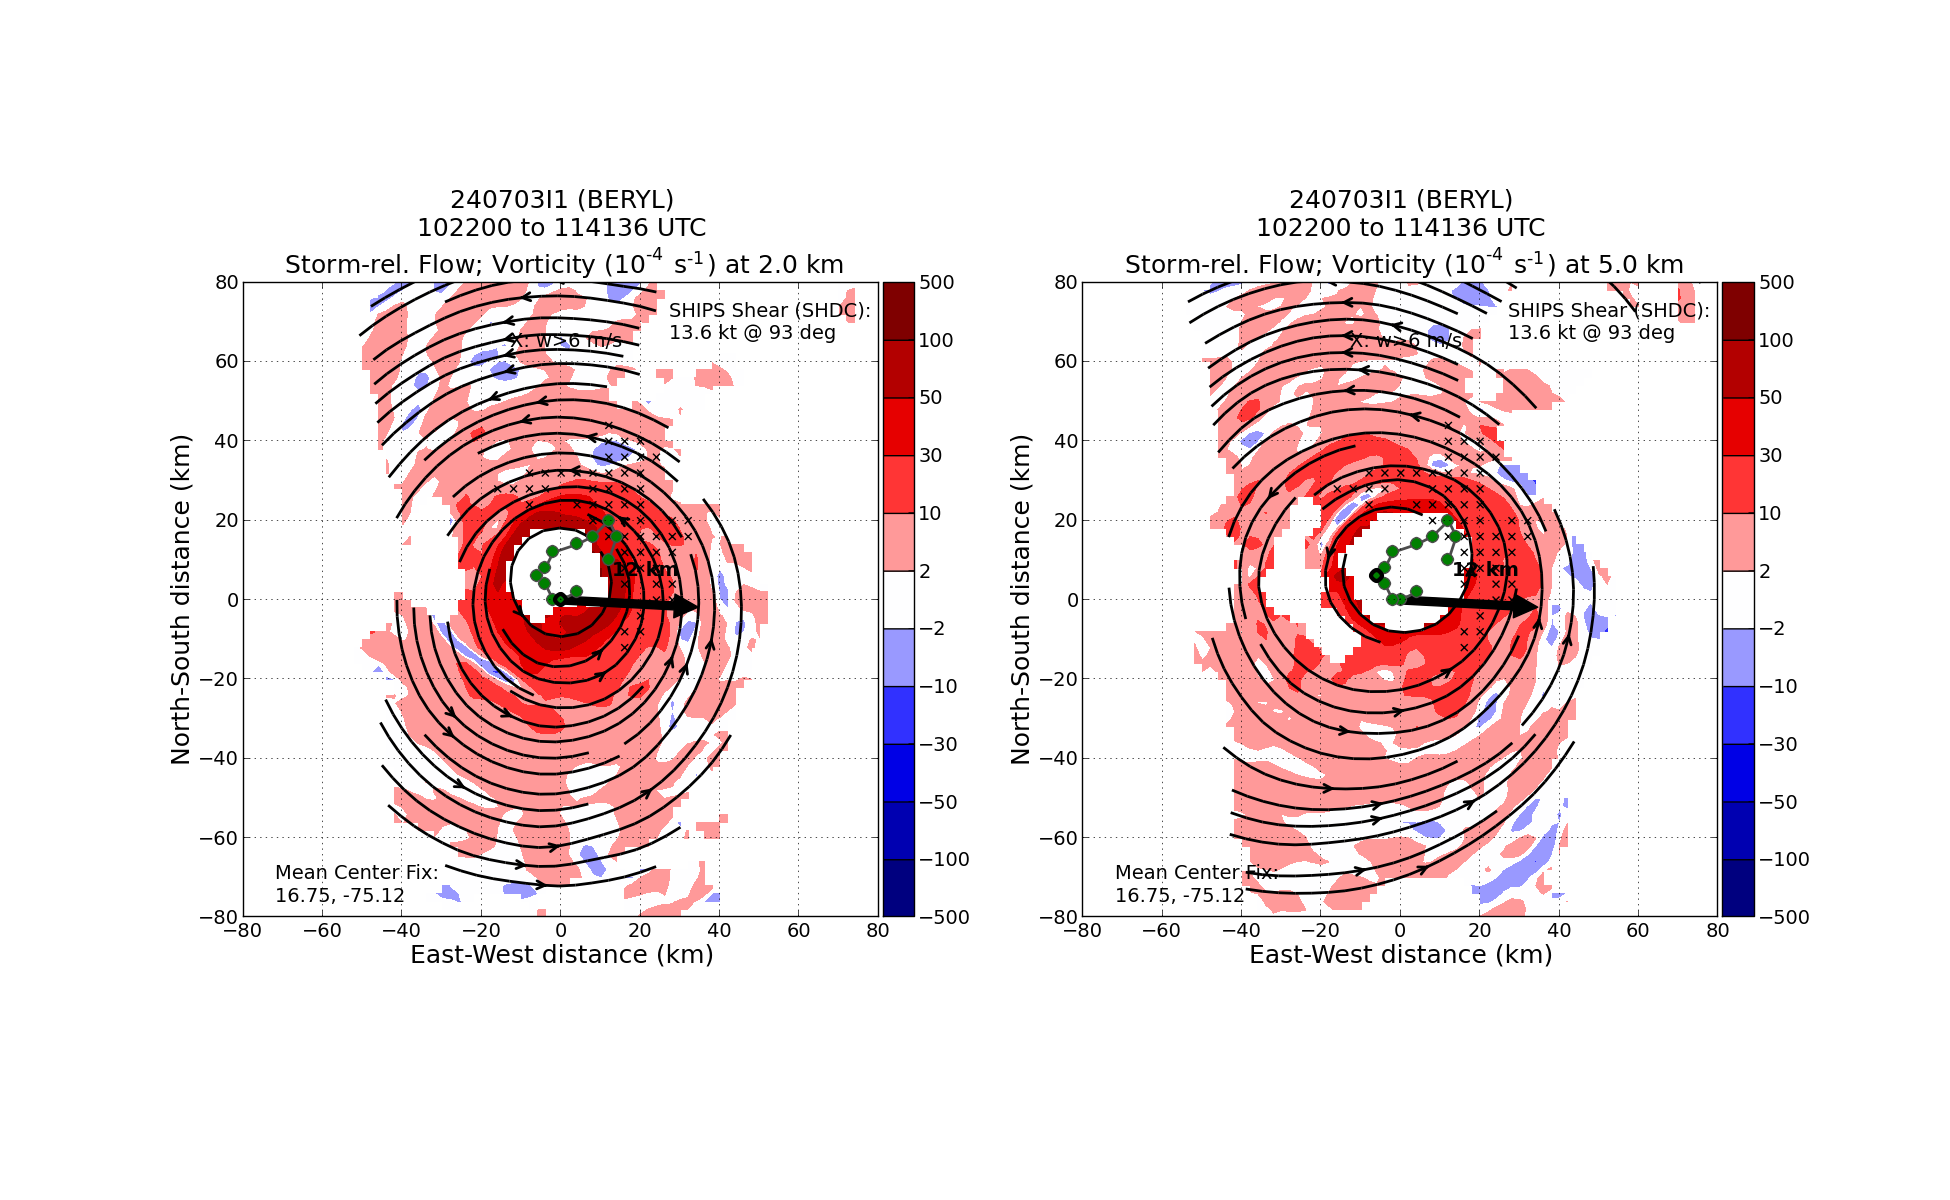 240703I1 (BERYL)
102200 to 114136 UTC
Storm-rel. Flow; Vorticity (10⁻⁴ s⁻¹) at 2.0 km
SHIPS Shear (SHDC):
13.6 kt @ 93 deg
X: w>6 m/s
12 km
Mean Center Fix:
16.75, -75.12
North-South distance (km)
80
60
40
20
0
−20
−40
−60
−80
−80 −60 −40 −20 0 20 40 60 80
East-West distance (km)
500
100
50
30
10
2
−2
−10
−30
−50
−100
−500
240703I1 (BERYL)
102200 to 114136 UTC
Storm-rel. Flow; Vorticity (10⁻⁴ s⁻¹) at 5.0 km
SHIPS Shear (SHDC):
13.6 kt @ 93 deg
X: w>6 m/s
12 km
Mean Center Fix:
16.75, -75.12
North-South distance (km)
80
60
40
20
0
−20
−40
−60
−80
−80 −60 −40 −20 0 20 40 60 80
East-West distance (km)
500
100
50
30
10
2
−2
−10
−30
−50
−100
−500